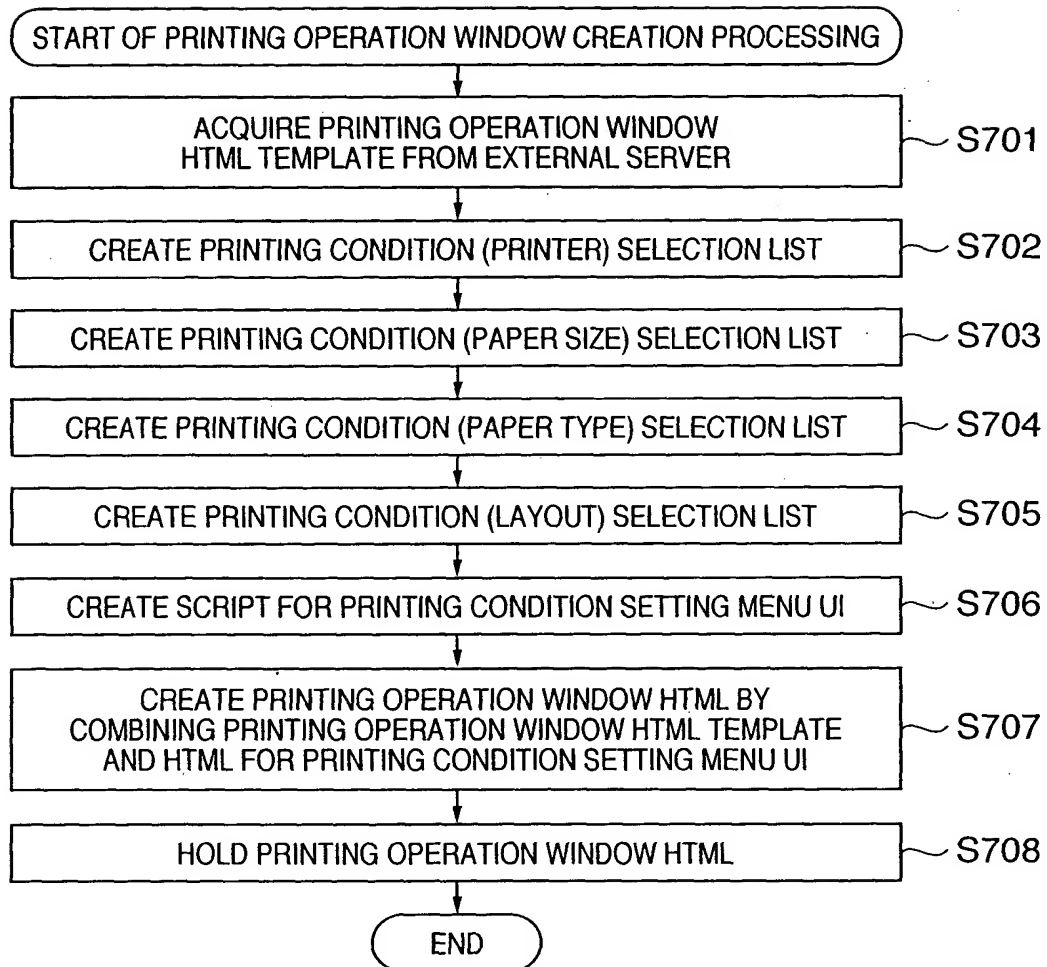 START OF PRINTING OPERATION WINDOW CREATION PROCESSING
ACQUIRE PRINTING OPERATION WINDOW
HTML TEMPLATE FROM EXTERNAL SERVER
S701
CREATE PRINTING CONDITION (PRINTER) SELECTION LIST
S702
CREATE PRINTING CONDITION (PAPER SIZE) SELECTION LIST
S703
CREATE PRINTING CONDITION (PAPER TYPE) SELECTION LIST
S704
CREATE PRINTING CONDITION (LAYOUT) SELECTION LIST
S705
CREATE SCRIPT FOR PRINTING CONDITION SETTING MENU UI
S706
CREATE PRINTING OPERATION WINDOW HTML BY
COMBINING PRINTING OPERATION WINDOW HTML TEMPLATE
AND HTML FOR PRINTING CONDITION SETTING MENU UI
S707
HOLD PRINTING OPERATION WINDOW HTML
S708
END